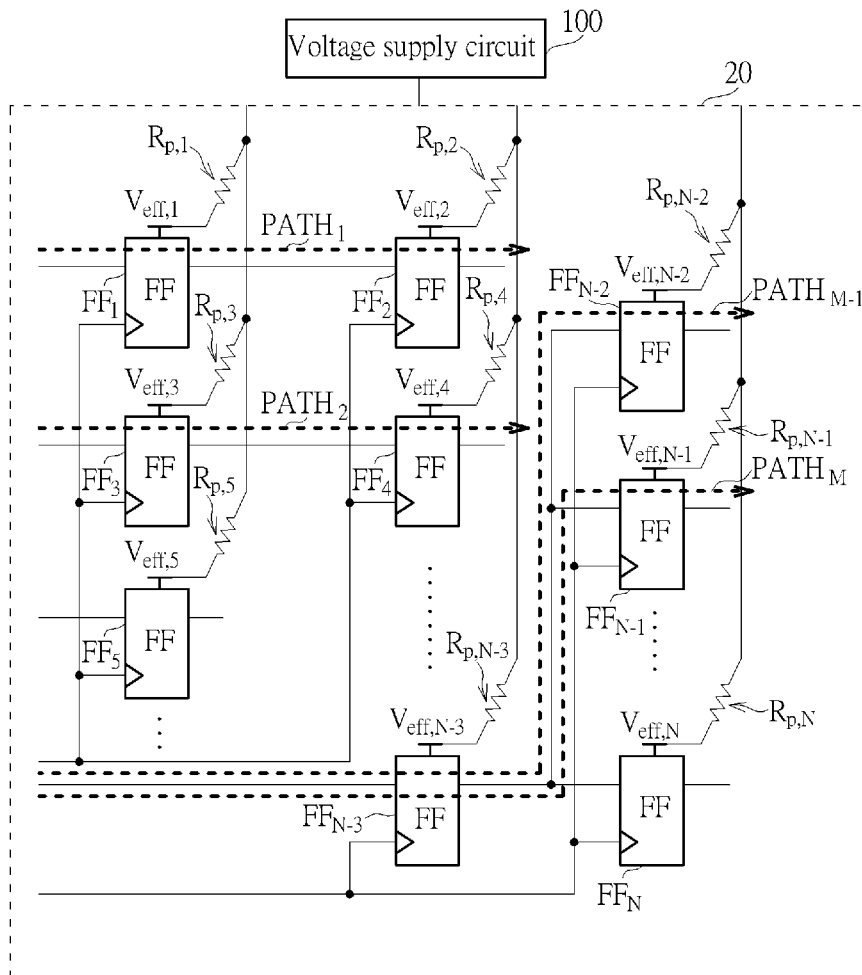 Voltage supply circuit
100
20
Rp,1
Rp,2
Veff,1
Veff,2
Rp,N-2
PATH1
FFN-2
Veff,N-2
FF1
FF
FF2
FF
PATHM-1
Rp,3
Rp,4
FF
Veff,3
Veff,4
PATH2
Veff,N-1
Rp,N-1
PATHM
FF3
FF
Rp,5
FF4
FF
FF
Veff,5
FFN-1
FF5
FF
Rp,N-3
Veff,N-3
Veff,N
Rp,N
FFN-3
FF
FF
FFN